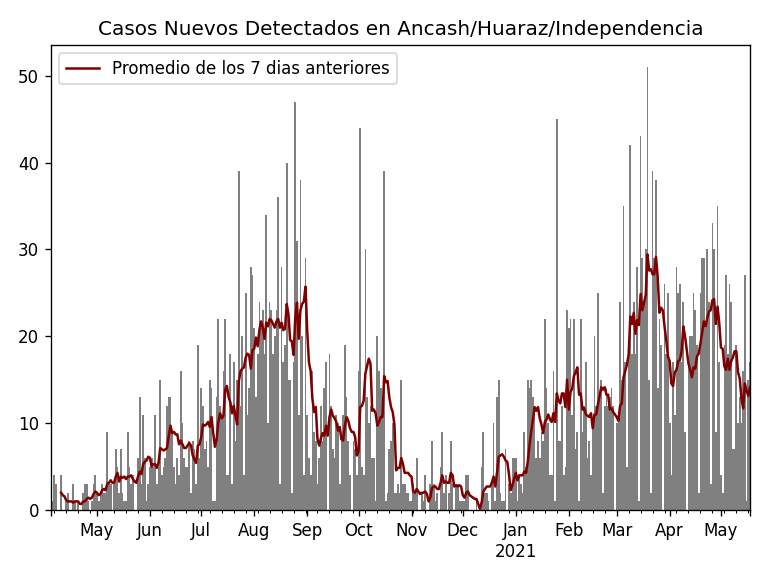 Casos Nuevos Detectados en Ancash/Huaraz/Independencia
Promedio de los 7 dias anteriores
50
40
30
20
10
0
May Jun Jul Aug Sep Oct Nov Dec Jan Feb Mar Apr May
2021